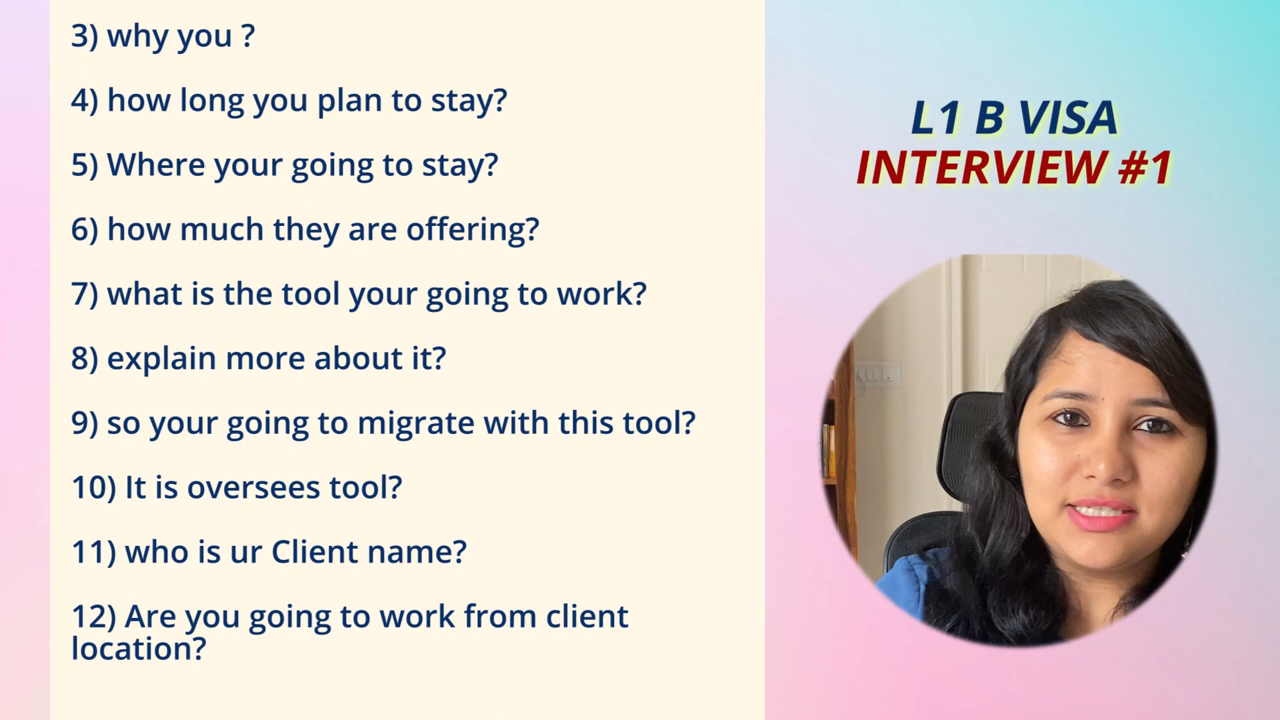 3) why you ?
4) how long you plan to stay?
5) Where your going to stay?
6) how much they are offering?
7) what is the tool your going to work?
8) explain more about it?
9) so your going to migrate with this tool?
10) It is oversees tool?
11) who is ur Client name?
12) Are you going to work from client
location?
L1 B VISA
INTERVIEW #1